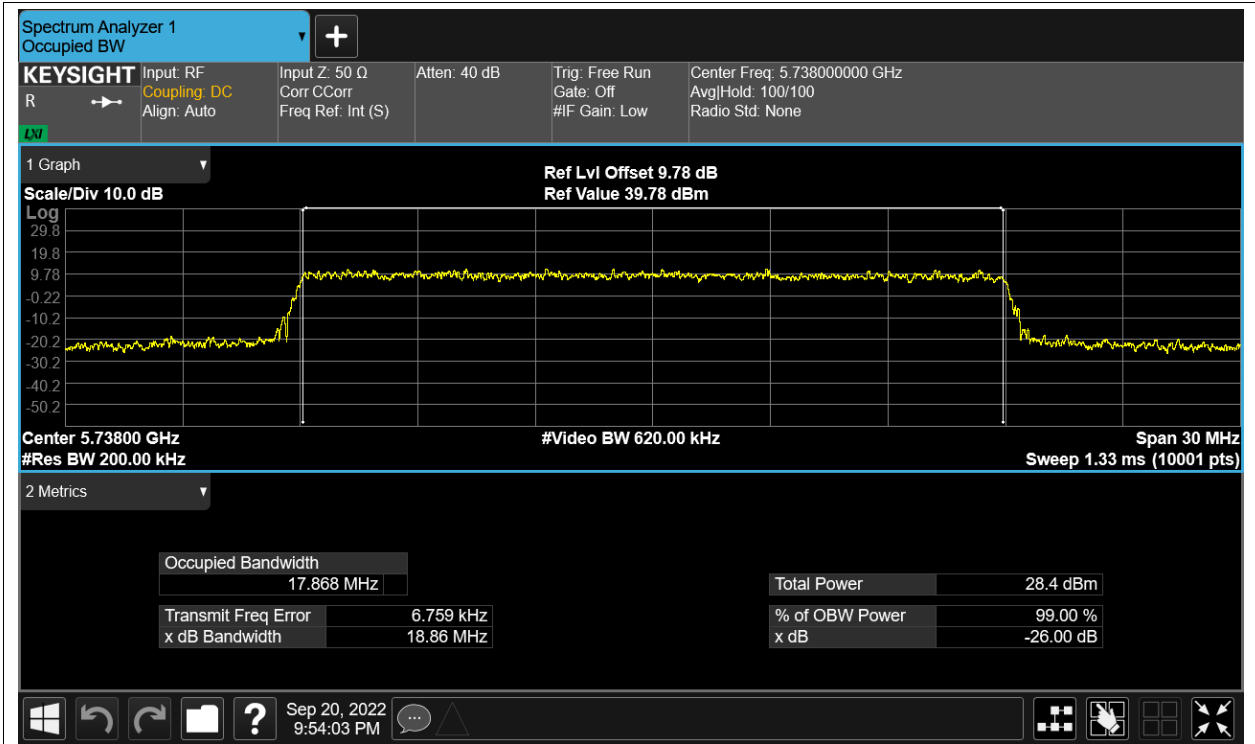 Spectrum Analyzer 1
Occupied BW
KEYSIGHT
R
LXI
Input: RF
Coupling: DC
Align: Auto
Input Z: 50 Ω
Corr CCorr
Freq Ref: Int (S)
Atten: 40 dB
Trig: Free Run
Gate: Off
#IF Gain: Low
Center Freq: 5.738000000 GHz
Avg|Hold: 100/100
Radio Std: None
1 Graph
Scale/Div 10.0 dB
Ref Lvl Offset 9.78 dB
Ref Value 39.78 dBm
Log
29.8
19.8
9.78
-0.22
-10.2
-20.2
-30.2
-40.2
-50.2
Center 5.73800 GHz
#Video BW 620.00 kHz
Span 30 MHz
#Res BW 200.00 kHz
Sweep 1.33 ms (10001 pts)
2 Metrics
Occupied Bandwidth
17.868 MHz
Transmit Freq Error 6.759 kHz
x dB Bandwidth 18.86 MHz
Total Power 28.4 dBm
% of OBW Power 99.00 %
x dB -26.00 dB
?
Sep 20, 2022
9:54:03 PM